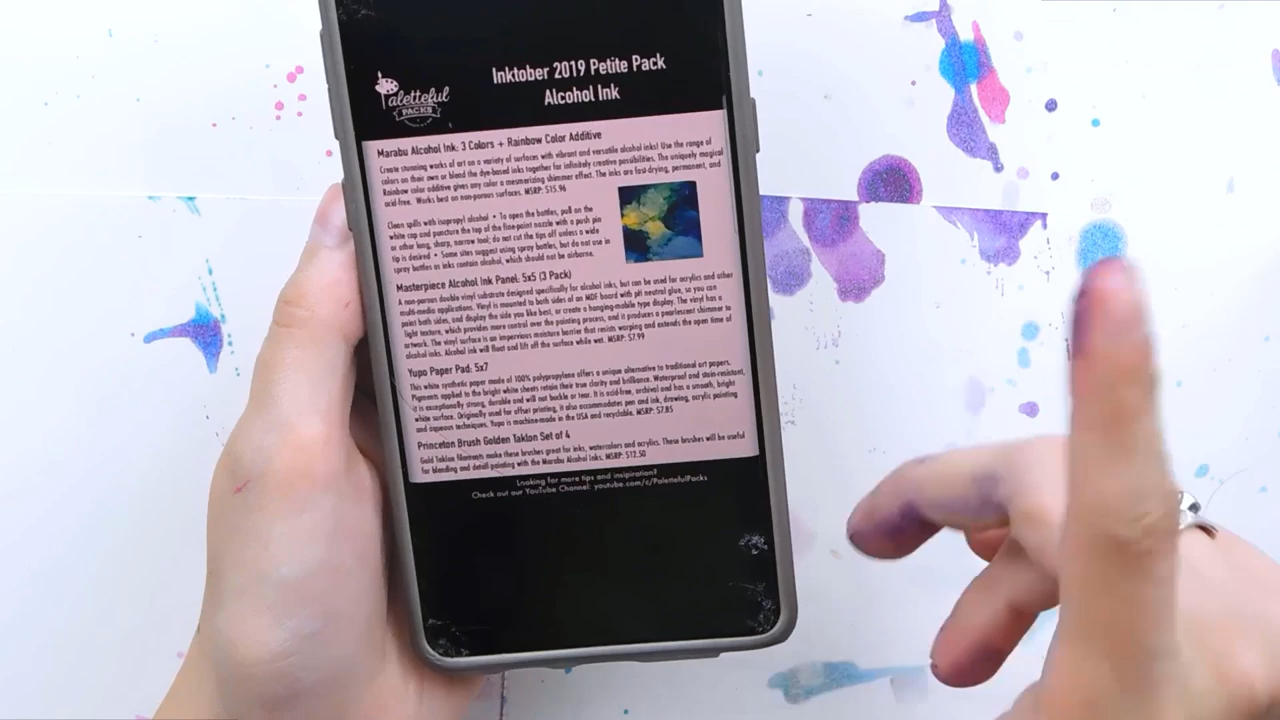 Paletteful
PACKS
Inktober 2019 Petite Pack
Alcohol Ink
Marabu Alcohol Ink: 3 Colors + Rainbow Color Additive
Create stunning works of art on a variety of surfaces with vibrant and versatile alcohol inks! Use the range of
colors on their own or blend the dye-based inks together for infinitely creative possibilities. The uniquely magical
Rainbow color additive gives any color a mesmerizing shimmer effect. The inks are fast-drying, permanent, and
acid-free. Works best on non-porous surfaces. MSRP: $15.96
Clean spills with isopropyl alcohol • To open the bottles, pull on the
white cap and puncture the top of the fine-point nozzle with a push pin
or other long, sharp, narrow tool; do not cut the tips off unless a wide
tip is desired • Some sites suggest using spray bottles, but do not use in
spray bottles as inks contain alcohol, which should not be airborne.
Masterpiece Alcohol Ink Panel: 5x5 (3 Pack)
A non-porous double vinyl substrate designed specifically for alcohol inks, but can be used for acrylics and other
multi-media applications. Vinyl is mounted to both sides of an MDF board with pH neutral glue, so you can
paint both sides, and display the side you like best, or create a hanging-mobile type display. The vinyl has a
light texture, which provides more control over the painting process, and it produces a pearlescent shimmer to
artwork. The vinyl surface is an impervious moisture barrier that resists warping and extends the open time of
alcohol inks. Alcohol ink will float and lift off the surface while wet. MSRP: $7.99
Yupo Paper Pad: 5x7
This white synthetic paper made of 100% polypropylene offers a unique alternative to traditional art papers.
Pigments applied to the bright white sheets retain their true clarity and brilliance. Waterproof and stain-resistant,
it is exceptionally strong, durable and will not buckle or tear. It is acid-free, archival and has a smooth, bright
white surface. Originally used for offset printing, it also accommodates pen and ink, drawing, acrylic painting
and aqueous techniques. Yupo is machine-made in the USA and recyclable. MSRP: $7.85
Princeton Brush Golden Taklon Set of 4
Gold Taklon filaments make these brushes great for inks, watercolors and acrylics. These brushes will be useful
for blending and detail painting with the Marabu Alcohol Inks. MSRP: $12.50
Looking for more tips and insipiration?
Check out our YouTube Channel: youtube.com/c/PalettefulPacks